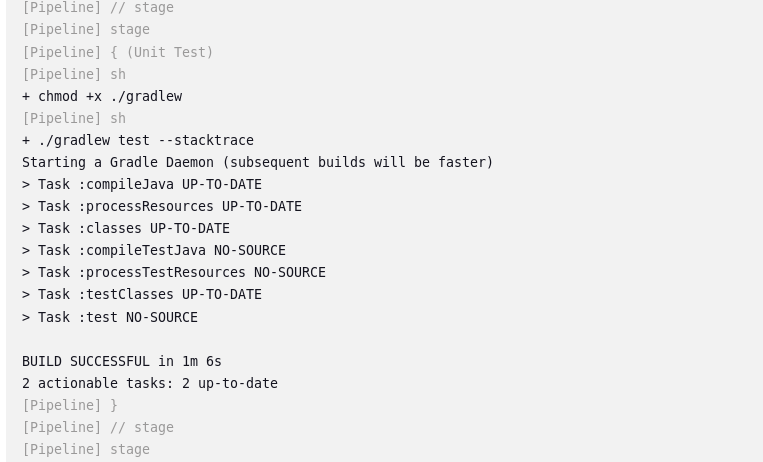 [Pipeline] // stage
[Pipeline] stage
[Pipeline] { (Unit Test)
[Pipeline] sh
+ chmod +x ./gradlew
[Pipeline] sh
+ ./gradlew test --stacktrace
Starting a Gradle Daemon (subsequent builds will be faster)
> Task :compileJava UP-TO-DATE
> Task :processResources UP-TO-DATE
> Task :classes UP-TO-DATE
> Task :compileTestJava NO-SOURCE
> Task :processTestResources NO-SOURCE
> Task :testClasses UP-TO-DATE
> Task :test NO-SOURCE

BUILD SUCCESSFUL in 1m 6s
2 actionable tasks: 2 up-to-date
[Pipeline] }
[Pipeline] // stage
[Pipeline] stage